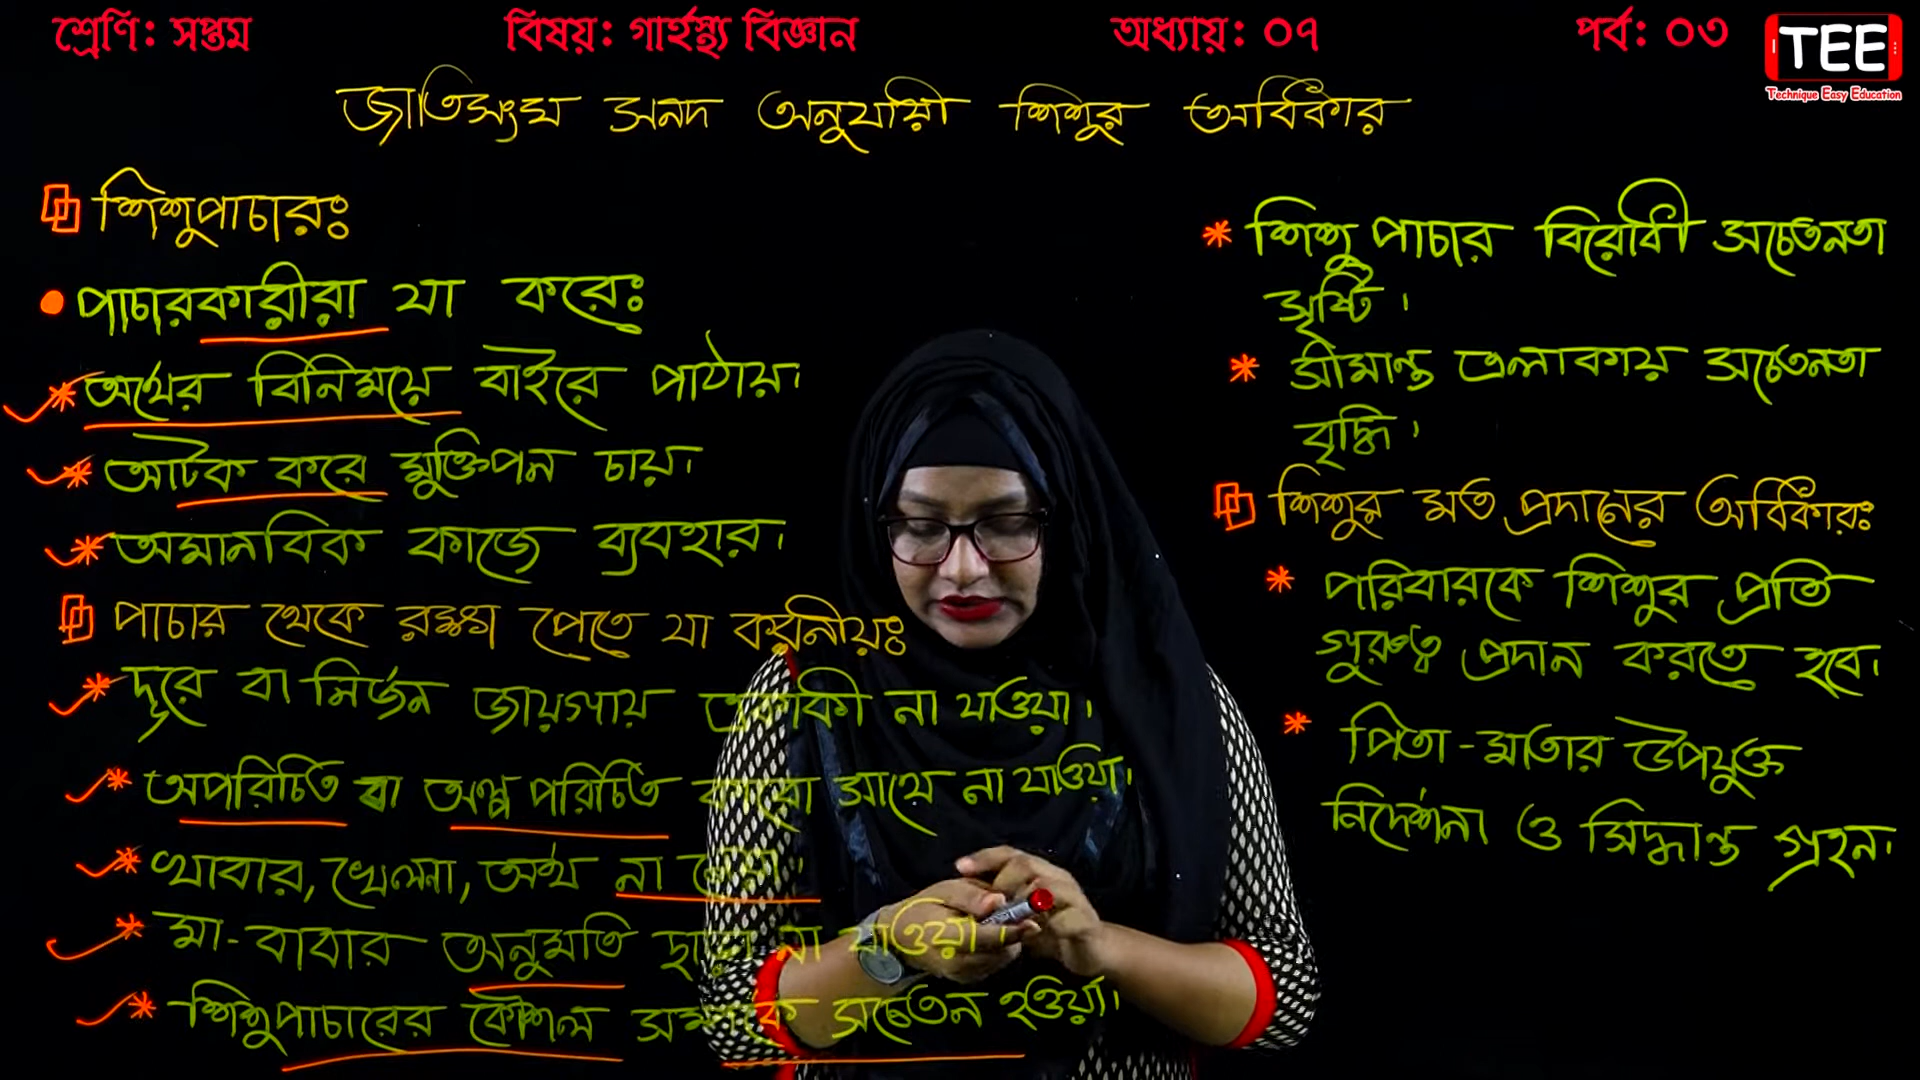 শ্রেণি: সপ্তম বিষয়: গার্হস্থ্য বিজ্ঞান অধ্যায়: ০৭ পর্ব: ০৩
TEE
Technique Easy Education
জাতিসংঘ সনদ অনুযায়ী শিশুর অধিকার
শিশুপাচারঃ
পাচারকারীরা যা করেঃ
* অর্থের বিনিময়ে বাইরে পাঠায়।
* আটক করে মুক্তিপন চায়।
* অমানবিক কাজে ব্যবহার।
পাচার থেকে রক্ষা পেতে যা করনীয়ঃ
* দূরে বা নির্জন জায়গায় একাকী না যাওয়া।
* অপরিচিত বা অল্প পরিচিত কারো সাথে না যাওয়া।
* খাবার, খেলনা, অর্থ না নেওয়া।
* মা-বাবার অনুমতি ছাড়া না যাওয়া।
* শিশুপাচারের কৌশল সম্পর্কে সচেতন হওয়া।
* শিশু পাচার বিরোধী সচেতনতা
সৃষ্টি।
* সীমান্ত এলাকায় সচেতনতা
বৃদ্ধি।
শিশুর মত প্রদানের অধিকারঃ
* পরিবারকে শিশুর প্রতি
গুরুত্ব প্রদান করতে হবে।
* পিতা-মাতার উপযুক্ত
নির্দেশনা ও সিদ্ধান্ত গ্রহন।